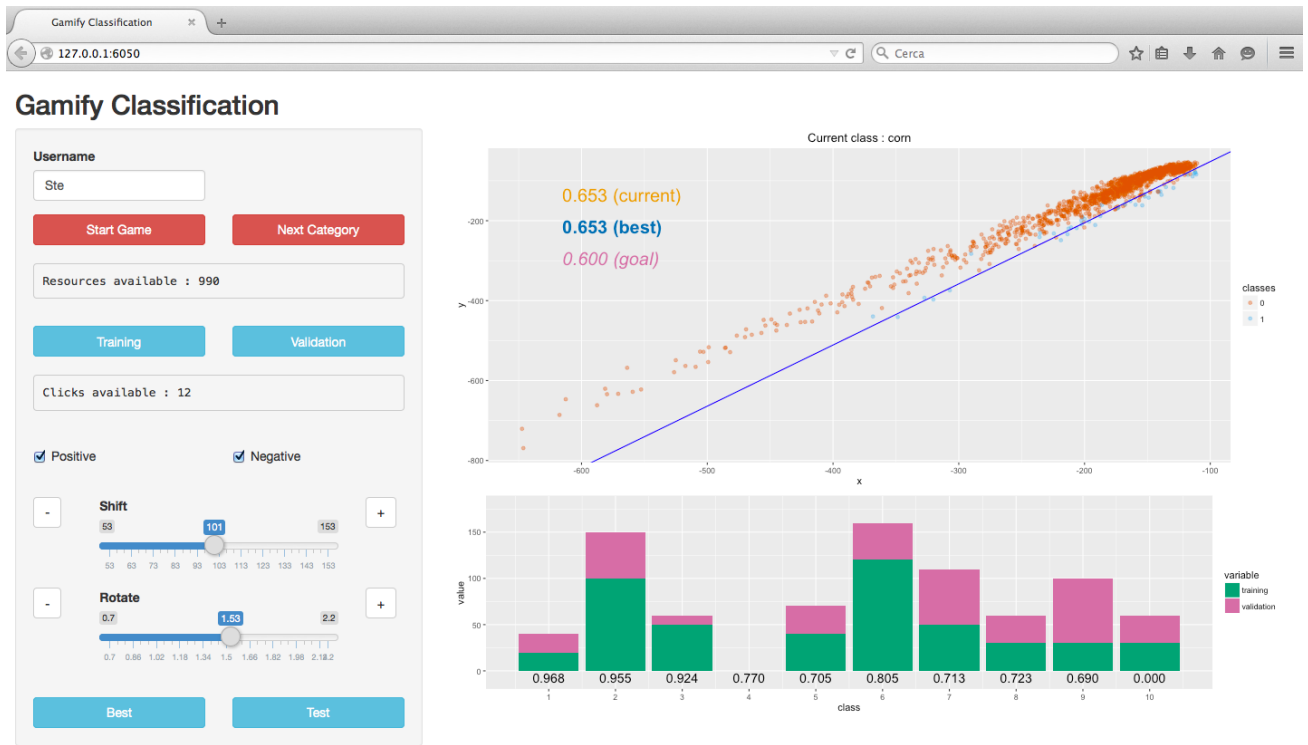 Gamify Classification
127.0.0.1:6050
Cerca
Gamify Classification
Username
Ste
Start Game
Next Category
Resources available : 990
Training
Validation
Clicks available : 12
Positive
Negative
Shift
-
+
53
101
153
53 63 73 83 93 103 113 123 133 143 153
Rotate
-
+
0.7
1.53
2.2
0.7 0.86 1.02 1.18 1.34 1.5 1.66 1.82 1.98 2.2
Best
Test
Current class : corn
0.653 (current)
0.653 (best)
0.600 (goal)
y
-200
-400
-600
-800
-600 -500 -400 -300 -200 -100
x
classes
0
1
value
150
100
50
0
0.968 0.955 0.924 0.770 0.705 0.805 0.713 0.723 0.690 0.000
1 2 3 4 5 6 7 8 9 10
class
variable
training
validation